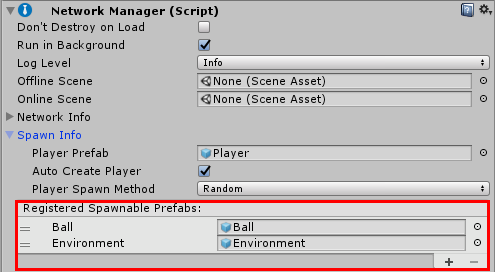 Network Manager (Script)
Don't Destroy on Load
Run in Background
Log Level Info
Offline Scene None (Scene Asset)
Online Scene None (Scene Asset)
Network Info
Spawn Info
Player Prefab Player
Auto Create Player
Player Spawn Method Random
Registered Spawnable Prefabs:
Ball Ball
Environment Environment